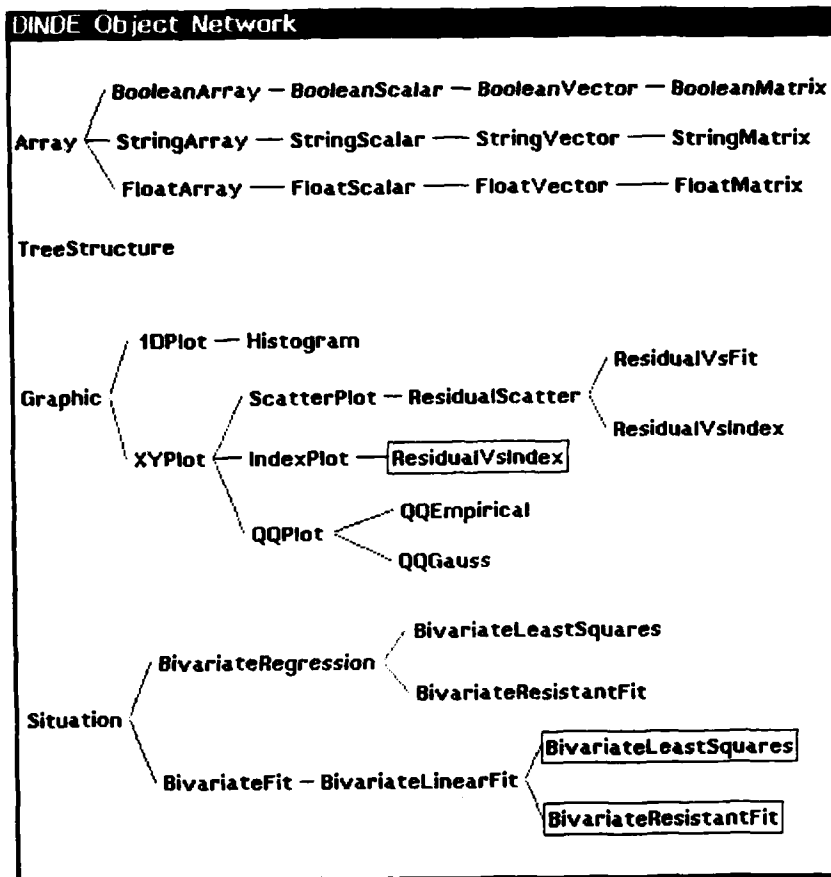 DINDE Object Network
BooleanArray — BooleanScalar — BooleanVector — BooleanMatrix
Array — StringArray — StringScalar — StringVector — StringMatrix
FloatArray — FloatScalar — FloatVector — FloatMatrix
TreeStructure
1DPlot — Histogram
ResidualVsFit
Graphic
ScatterPlot — ResidualScatter
ResidualVsIndex
XYPlot — IndexPlot — ResidualVsIndex
QQEmpirical
QQPlot
QQGauss
BivariateLeastSquares
BivariateRegression
BivariateResistantFit
Situation
BivariateLeastSquares
BivariateFit — BivariateLinearFit
BivariateResistantFit